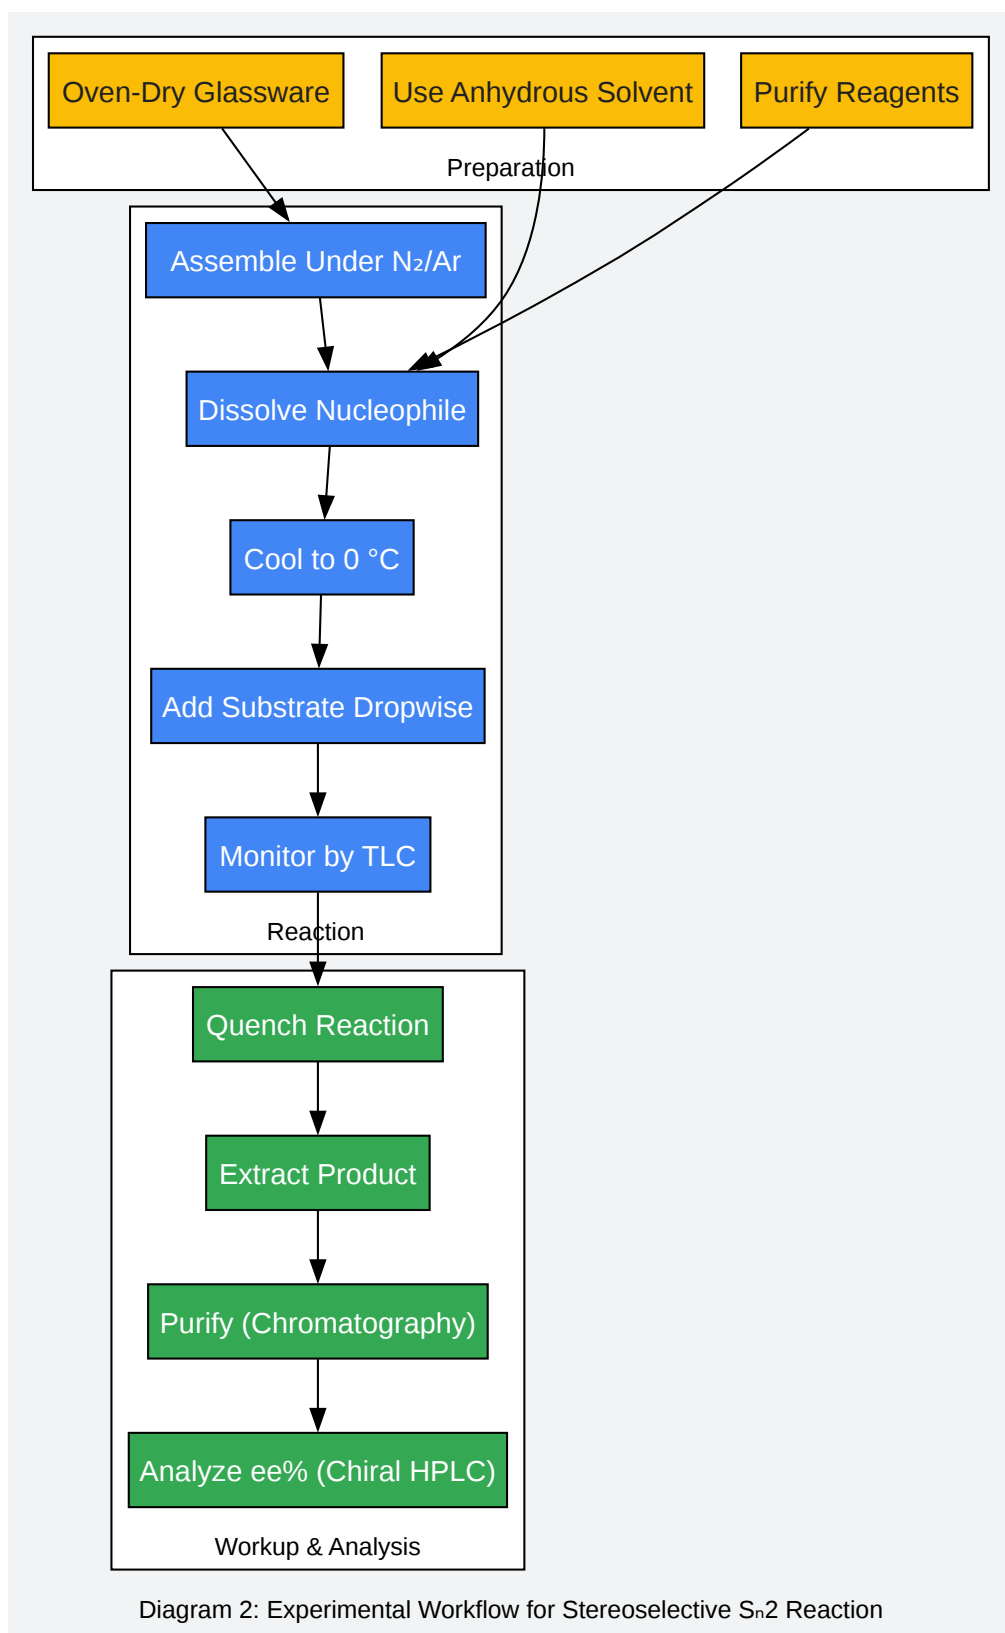 Oven-Dry Glassware
Use Anhydrous Solvent
Purify Reagents
Preparation
Assemble Under N₂/Ar
Dissolve Nucleophile
Cool to 0 °C
Add Substrate Dropwise
Monitor by TLC
Reaction
Quench Reaction
Extract Product
Purify (Chromatography)
Analyze ee% (Chiral HPLC)
Workup & Analysis
Diagram 2: Experimental Workflow for Stereoselective Sₙ2 Reaction